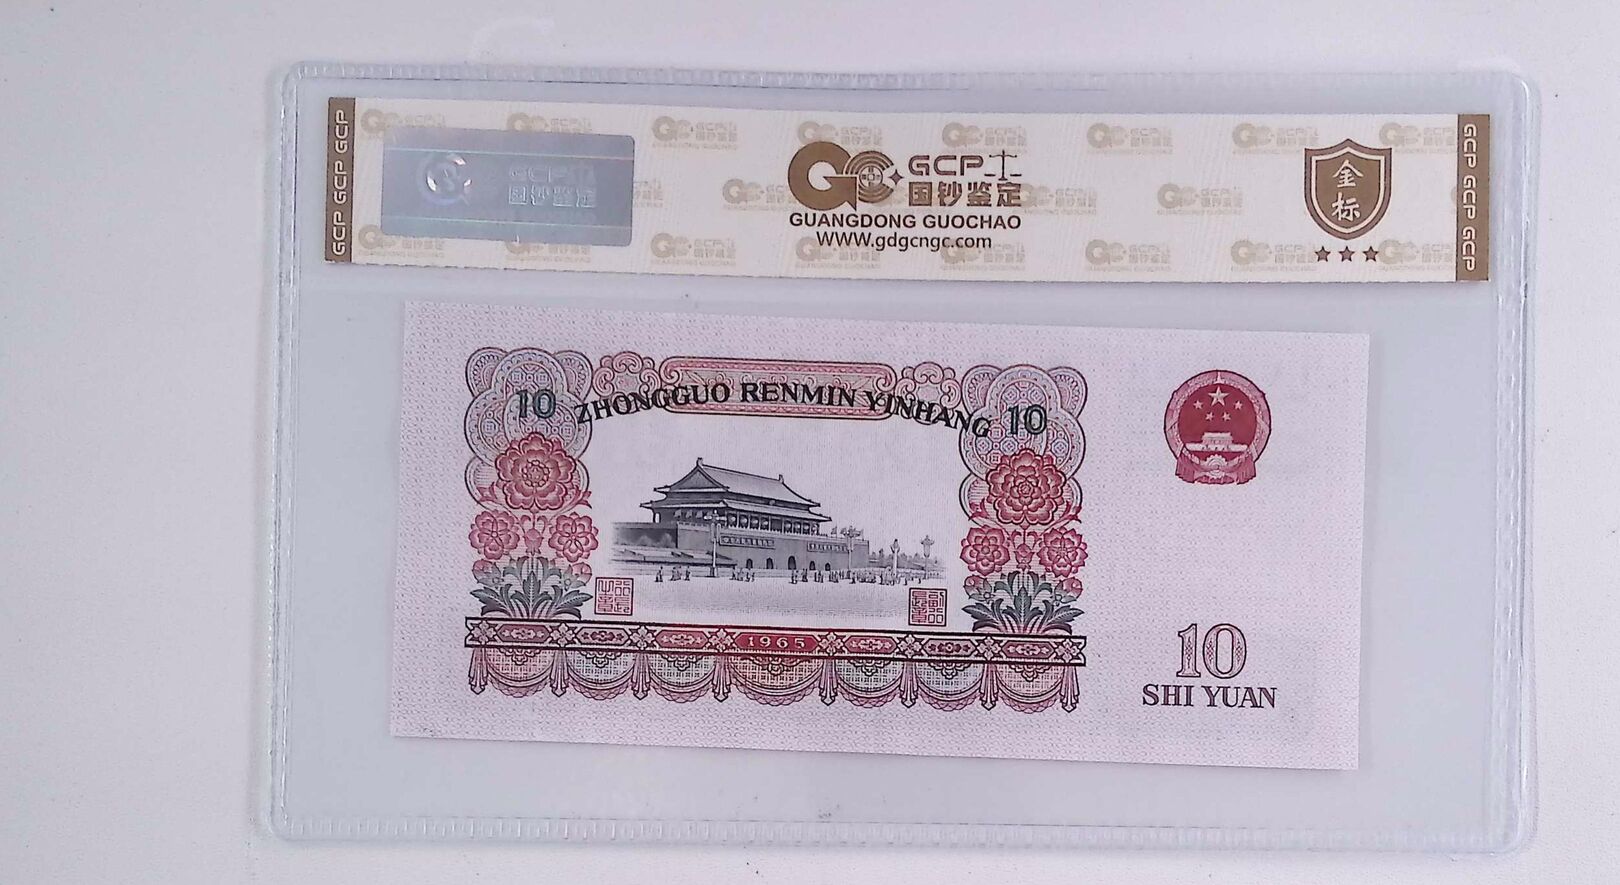 GCP GCP GCP
GCP
国钞鉴定
GCP
国钞鉴定
GUANGDONG GUOCHAO
WWW.gdgcngc.com
金标
GCP GCP GCP
ZHONGGUO RENMIN YINHANG
10
10
1965
10
SHI YUAN